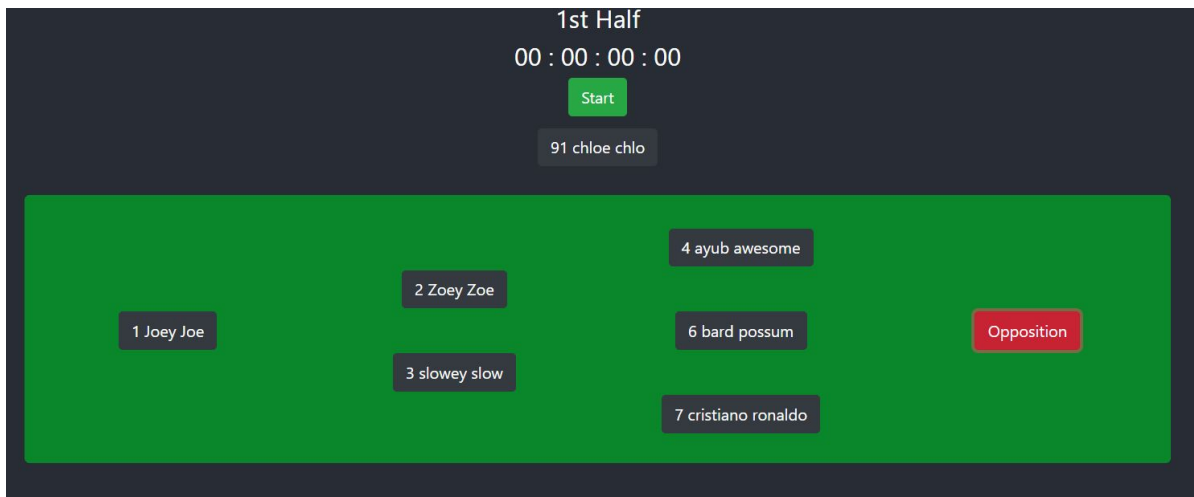 1st Half
00 : 00 : 00 : 00
Start
91 chloe chlo
4 ayub awesome
2 Zoey Zoe
1 Joey Joe
6 bard possum
Opposition
3 slowey slow
7 cristiano ronaldo